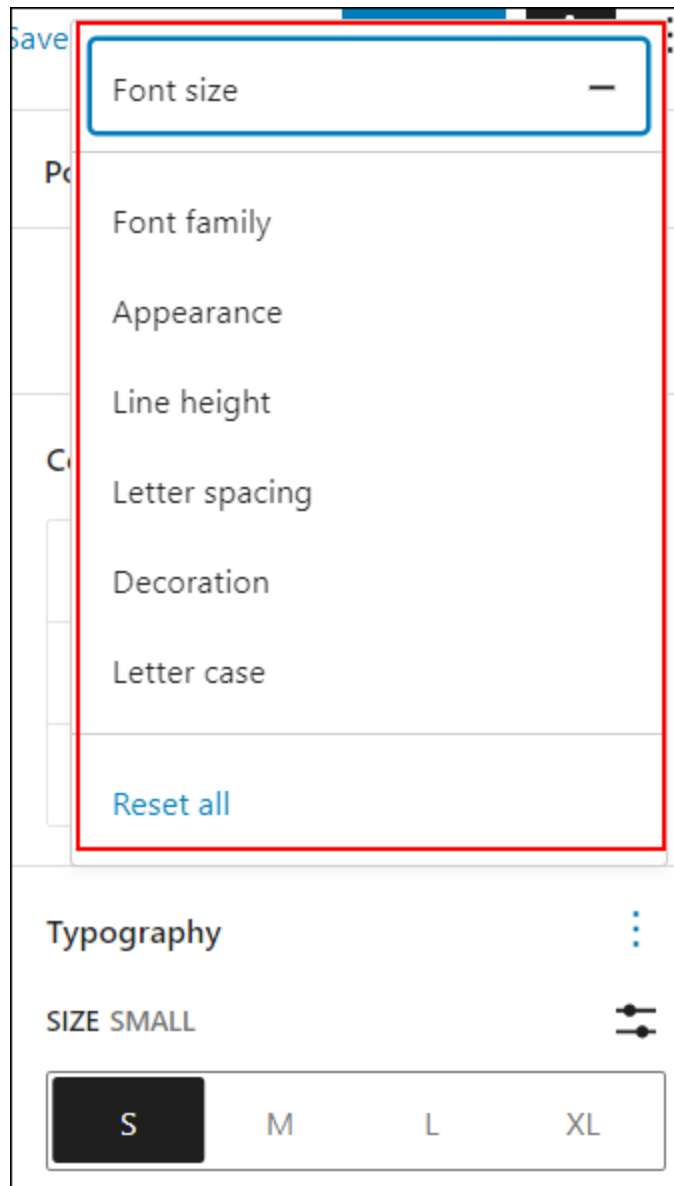 Save
Font size
Font family
Appearance
Line height
Letter spacing
Decoration
Letter case
Reset all
Typography
SIZE SMALL
S M L XL